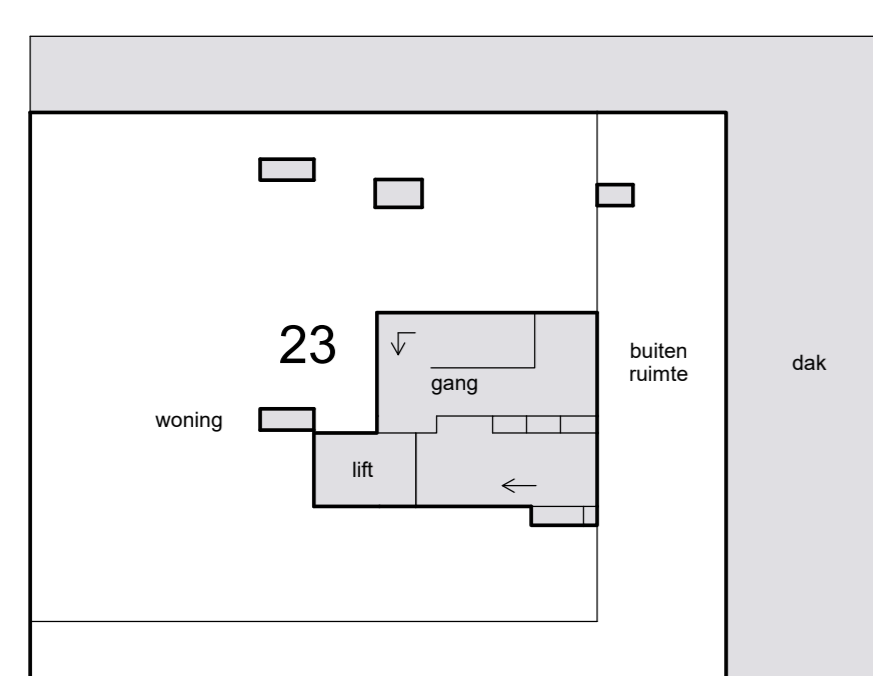 23
buiten
ruimte
dak
gang
woning
lift